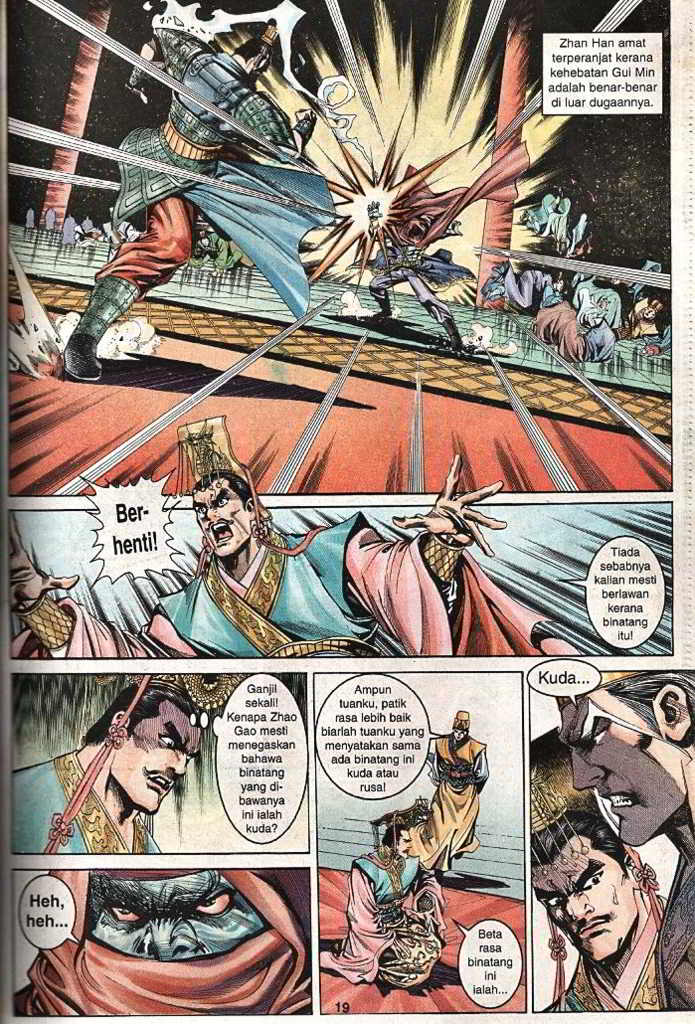 Zhan Han amat
terperanjat kerana
kehebatan Gui Min
adalah benar-benar
di luar dugaannya.
Ber-
henti!
Tiada
sebabnya
kalian mesti
berlawan
kerana
binatang
itu!
Ganjil
sekali!
Kenapa Zhao
Gao mesti
menegaskan
bahawa
binatang
yang di-
bawanya
ini ialah
kuda?
Heh,
heh...
Ampun
tuanku, patik
rasa lebih baik
biarlah tuanku yang
menyatakan sama
ada binatang ini
kuda atau
rusa!
Beta
rasa
binatang
ini
ialah...
Kuda...
19